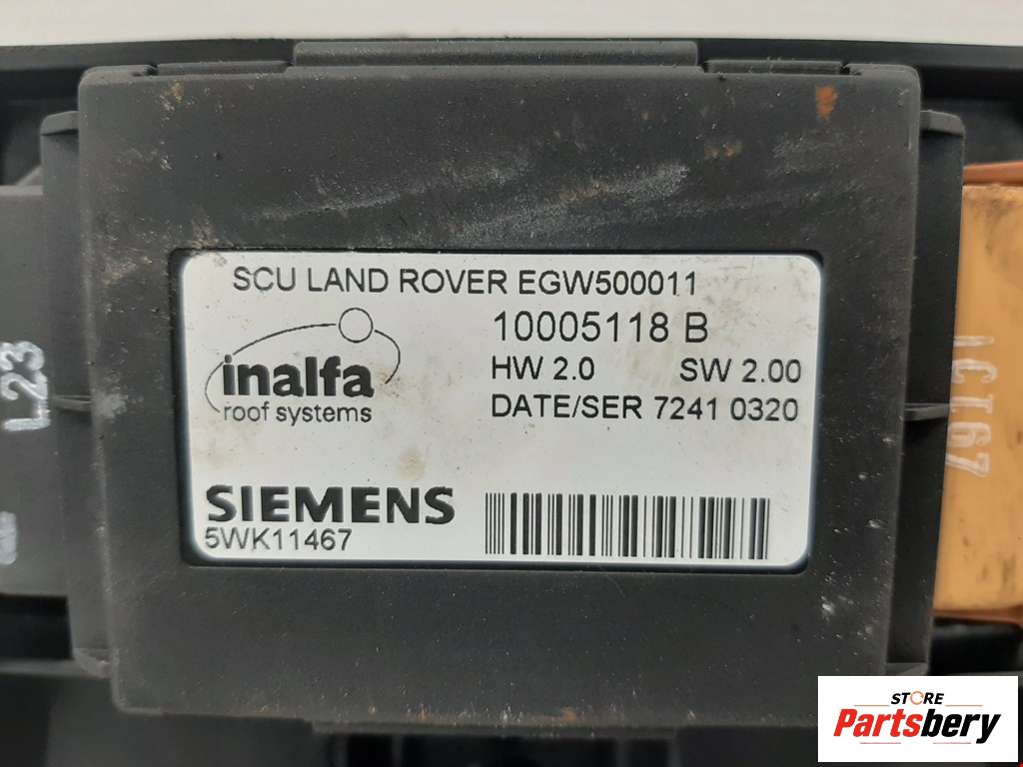 SCU LAND ROVER EGW500011
10005118 B
inalfa
roof systems
HW 2.0 SW 2.00
DATE/SER 7241 0320
SIEMENS
5WK11467
L23
STORE
Partsbery